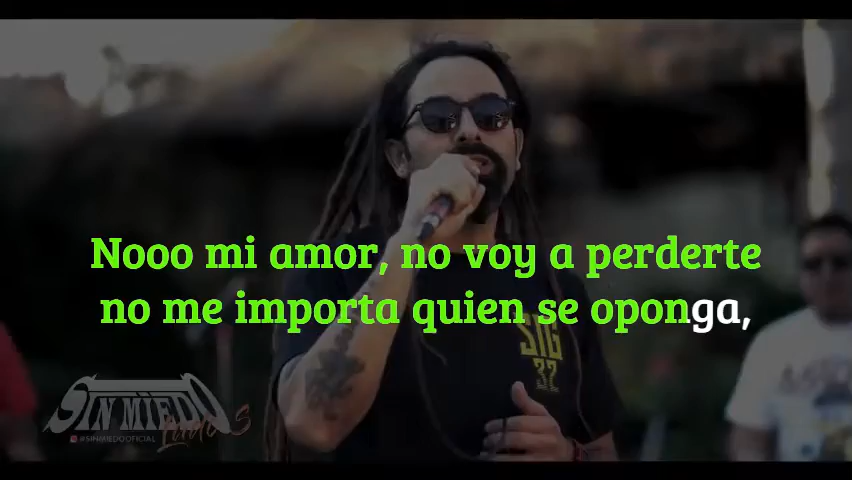 Nooo mi amor, no voy a perderte
no me importa quien se oponga,
SIN MIEDO
@SINMIEDOOFICIAL